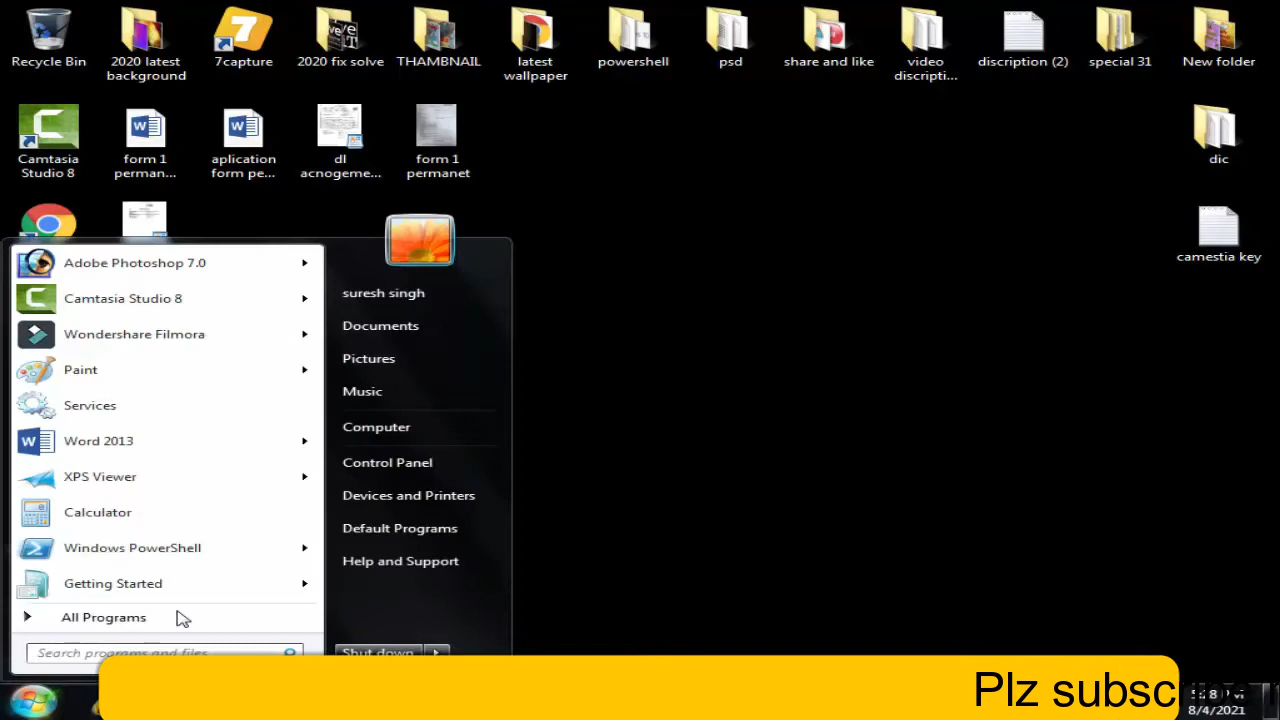 Recycle Bin
2020 latest
background
7capture
2020 fix solve
THAMBNAIL
latest
wallpaper
powershell
psd
share and like
video
discripti...
discription (2)
special 31
New folder
Camtasia
Studio 8
form 1
perman...
aplication
form pe...
dl
acnogeme...
form 1
permanet
dic
camestia key
Adobe Photoshop 7.0
Camtasia Studio 8
Wondershare Filmora
Paint
Services
Word 2013
XPS Viewer
Calculator
Windows PowerShell
Getting Started
All Programs
Search programs and files
suresh singh
Documents
Pictures
Music
Computer
Control Panel
Devices and Printers
Default Programs
Help and Support
Shut down
Plz subsc
8/4/2021